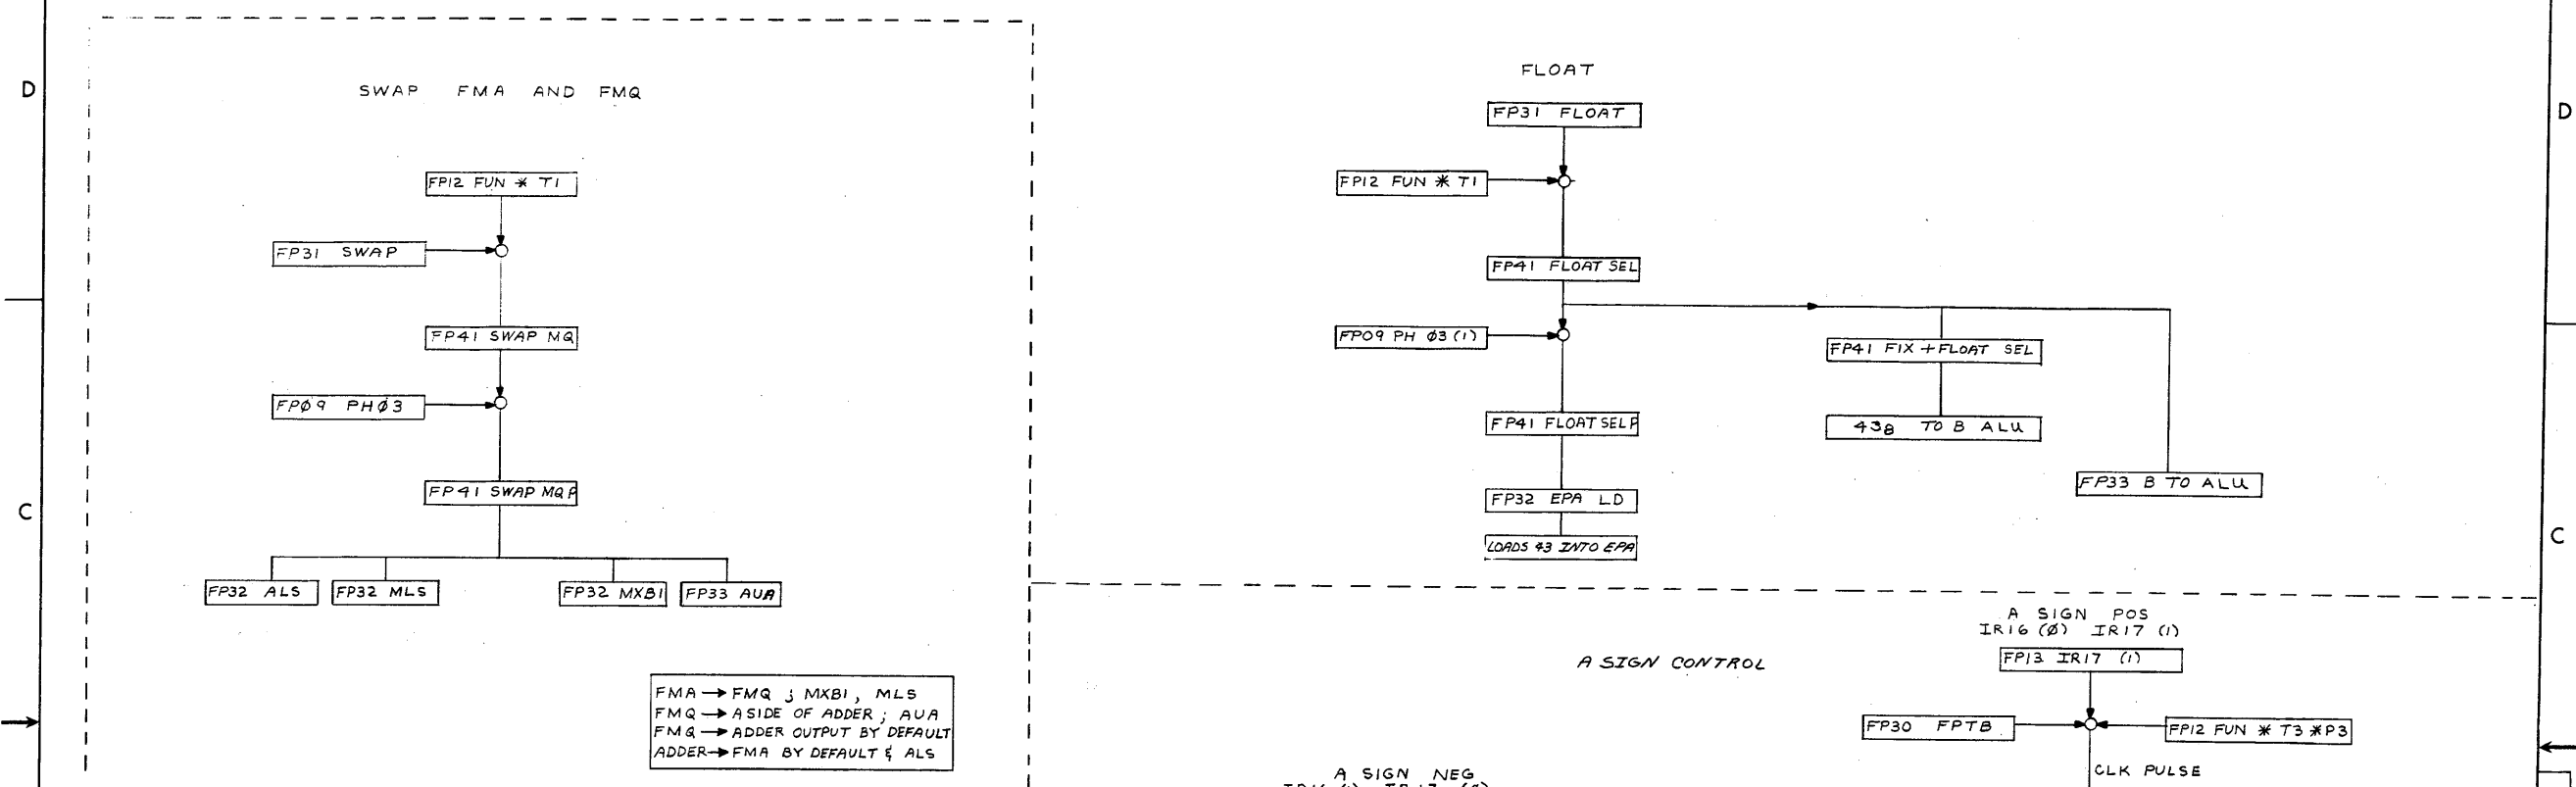 D
SWAP FMA AND FMQ
FP12 FUN * T1
FP31 SWAP
FP41 SWAP MQ
FPØ9 PHØ3
FP41 SWAP MQP
C
FP32 ALS
FP32 MLS
FP32 MXB1
FP33 AUA
FMA → FMQ ; MXB1, MLS
FMQ → ASIDE OF ADDER ; AUA
FMQ → ADDER OUTPUT BY DEFAULT
ADDER → FMA BY DEFAULT & ALS
FLOAT
FP31 FLOAT
D
FP12 FUN * T1
FP41 FLOAT SEL
FP09 PH Ø3 (1)
FP41 FIX + FLOAT SEL
FP41 FLOAT SELP
43₈ TO B ALU
FP33 B TO ALU
FP32 EPA LD
LOADS 43 INTO EPA
C
A SIGN CONTROL
A SIGN POS
IR16 (Ø) IR17 (1)
FP13 IR17 (1)
FP30 FPTB
FP12 FUN * T3 * P3
CLK PULSE
A SIGN NEG